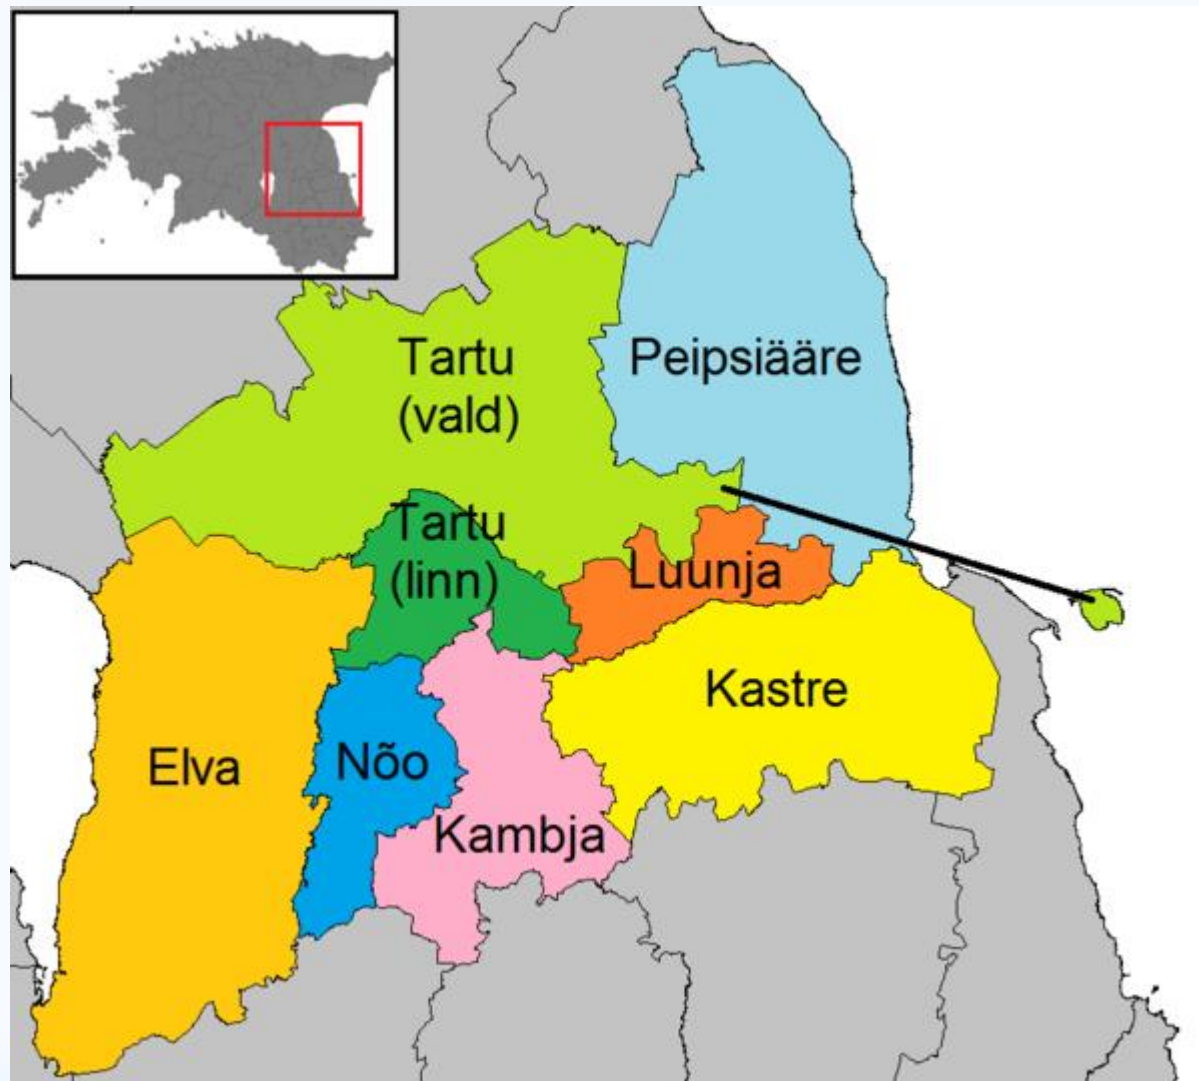 Tartu
(vald)
Peipsiääre
Tartu
(linn)
Luunja
Kastre
Elva
Nõo
Kambja